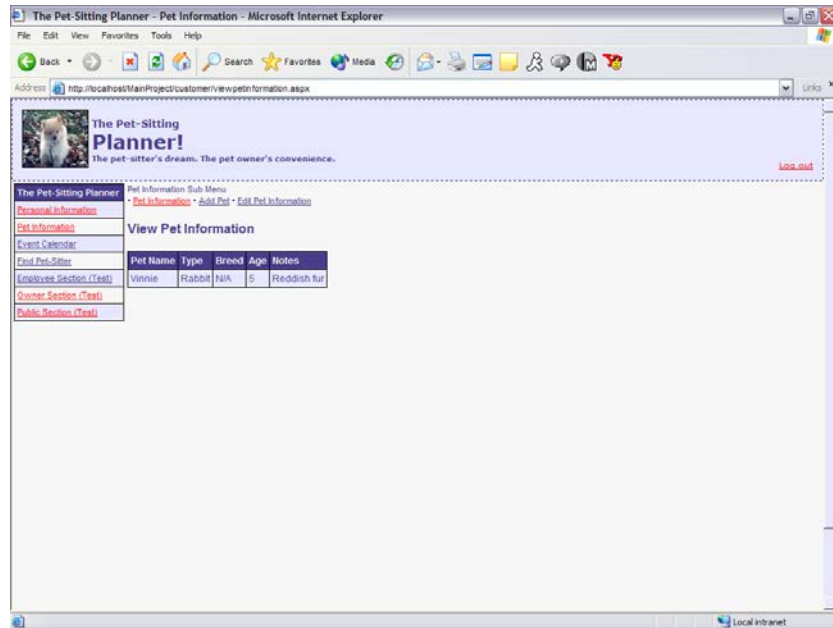 The Pet-Sitting Planner - Pet Information - Microsoft Internet Explorer
File Edit View Favorites Tools Help
Back Search Favorites Media
Address http://localhost/MainProject/customer/viewpetinformation.aspx Links »
The Pet-Sitting
Planner!
The pet-sitter's dream. The pet owner's convenience.
Log out
The Pet-Sitting Planner
Personal Information
Pet Information
Event Calendar
Find Pet-Sitter
Employee Section (Test)
Owner Section (Test)
Public Section (Test)
Pet Information Sub Menu
• Pet Information • Add Pet • Edit Pet Information
View Pet Information
Pet Name Type Breed Age Notes
Vinnie Rabbit N/A 5 Reddish fur
Local intranet